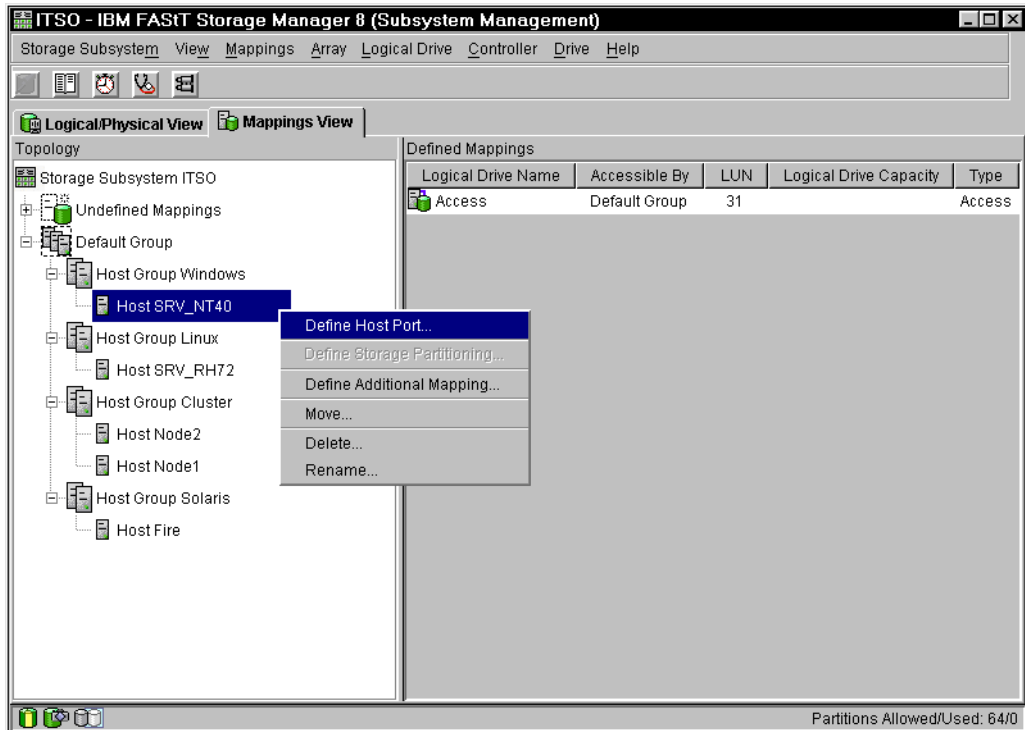 ITSO - IBM FAStT Storage Manager 8 (Subsystem Management)
Storage Subsystem View Mappings Array Logical Drive Controller Drive Help
Logical/Physical View Mappings View
Topology
Defined Mappings
Storage Subsystem ITSO
Undefined Mappings
Default Group
Host Group Windows
Host SRV_NT40
Host Group Linux
Host SRV_RH72
Host Group Cluster
Host Node2
Host Node1
Host Group Solaris
Host Fire
Logical Drive Name Accessible By LUN Logical Drive Capacity Type
Access Default Group 31 Access
Define Host Port...
Define Storage Partitioning...
Define Additional Mapping...
Move...
Delete...
Rename...
Partitions Allowed/Used: 64/0